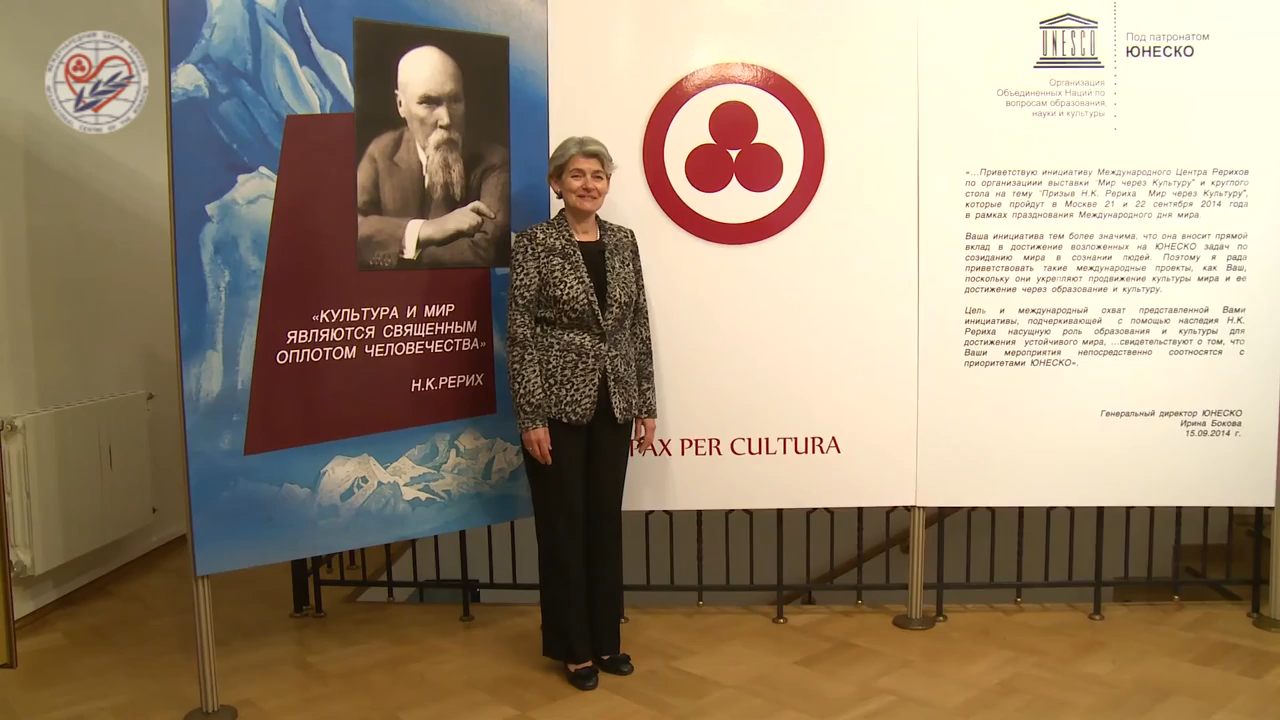 МЕЖДУНАРОДНЫЙ ЦЕНТР РЕРИХОВ
«КУЛЬТУРА И МИР
ЯВЛЯЮТСЯ СВЯЩЕННЫМ
ОПЛОТОМ ЧЕЛОВЕЧЕСТВА»
Н.К.РЕРИХ
PAX PER CULTURA
UNESCO
Под патронатом
ЮНЕСКО
Организация
Объединенных Наций по
вопросам образования,
науки и культуры
«...Приветствую инициативу Международного Центра Рерихов
по организациии выставки "Мир через Культуру" и круглого
стола на тему "Призыв Н.К. Рериха Мир через Культуру",
которые пройдут в Москве 21 и 22 сентября 2014 года
в рамках празднования Международного дня мира.
Ваша инициатива тем более значима, что она вносит прямой
вклад в достижение возложенных на ЮНЕСКО задач по
созиданию мира в сознании людей. Поэтому я рада
приветствовать такие международные проекты, как Ваш,
поскольку они укрепляют продвижение культуры мира и ее
достижение через образование и культуру.
Цель и международный охват представленной Вами
инициативы, подчеркивающей с помощью наследия Н.К.
Рериха насущную роль образования и культуры для
достижения устойчивого мира, ...свидетельствуют о том, что
Ваши мероприятия непосредственно соотносятся с
приоритетами ЮНЕСКО».
Генеральный директор ЮНЕСКО
Ирина Бокова
15.09.2014 г.